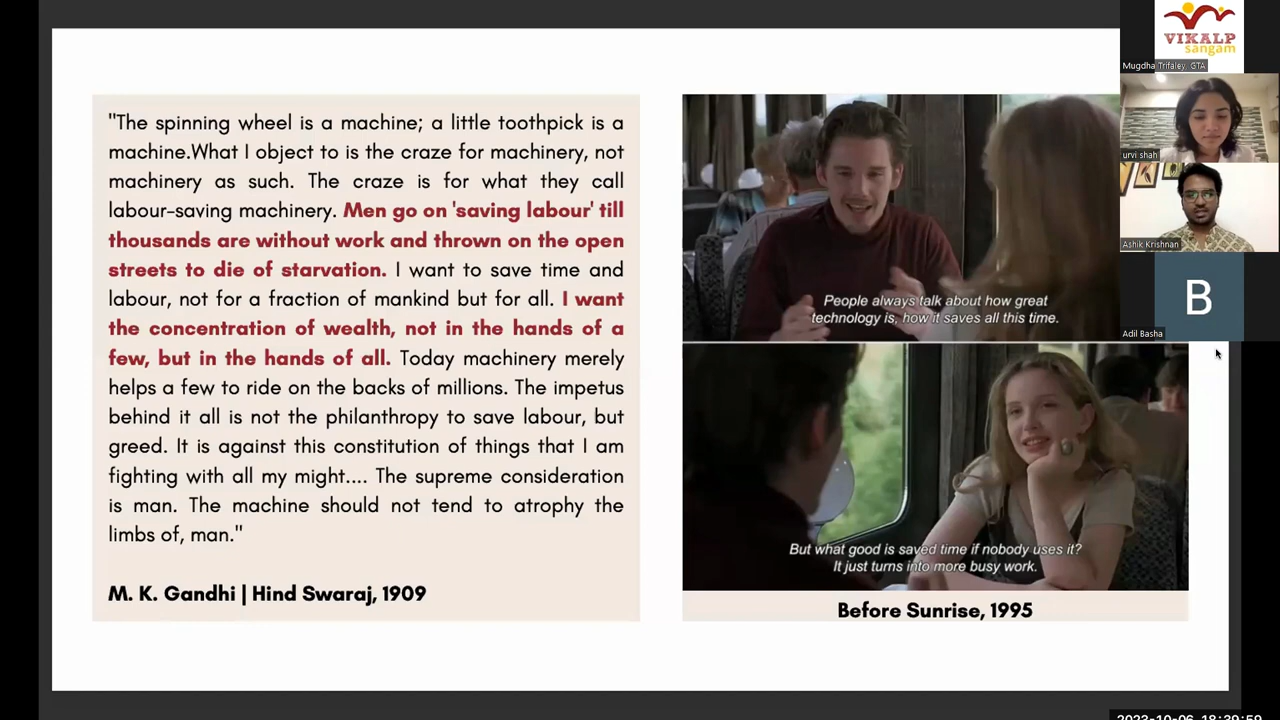 "The spinning wheel is a machine; a little toothpick is a
machine.What I object to is the craze for machinery, not
machinery as such. The craze is for what they call
labour-saving machinery. Men go on 'saving labour' till
thousands are without work and thrown on the open
streets to die of starvation. I want to save time and
labour, not for a fraction of mankind but for all. I want
the concentration of wealth, not in the hands of a
few, but in the hands of all. Today machinery merely
helps a few to ride on the backs of millions. The impetus
behind it all is not the philanthropy to save labour, but
greed. It is against this constitution of things that I am
fighting with all my might.... The supreme consideration
is man. The machine should not tend to atrophy the
limbs of, man."
M. K. Gandhi | Hind Swaraj, 1909
People always talk about how great
technology is, how it saves all this time.
But what good is saved time if nobody uses it?
It just turns into more busy work.
Before Sunrise, 1995
VIKALP
sangam
Mugdha Trifaley, GTA
urvi shah
Ashik Krishnan
B
Adil Basha
2023-10-06 18:39:59